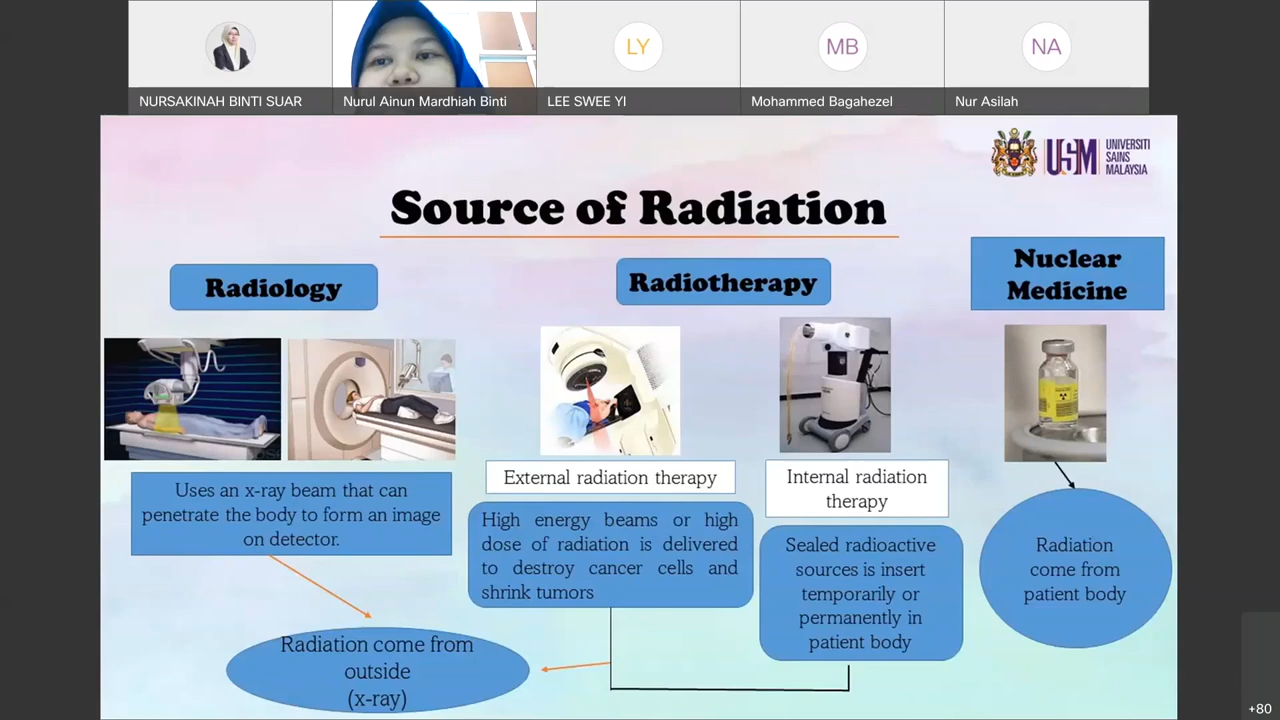 NURSAKINAH BINTI SUAR
Nurul Ainun Mardhiah Binti
LY
LEE SWEE YI
MB
Mohammed Bagahezel
NA
Nur Asilah
USM
UNIVERSITI
SAINS
MALAYSIA
Source of Radiation
Radiology
Radiotherapy
Nuclear
Medicine
External radiation therapy
Internal radiation
therapy
Uses an x-ray beam that can
penetrate the body to form an image
on detector.
High energy beams or high
dose of radiation is delivered
to destroy cancer cells and
shrink tumors
Sealed radioactive
sources is insert
temporarily or
permanently in
patient body
Radiation
come from
patient body
Radiation come from
outside
(x-ray)
+80